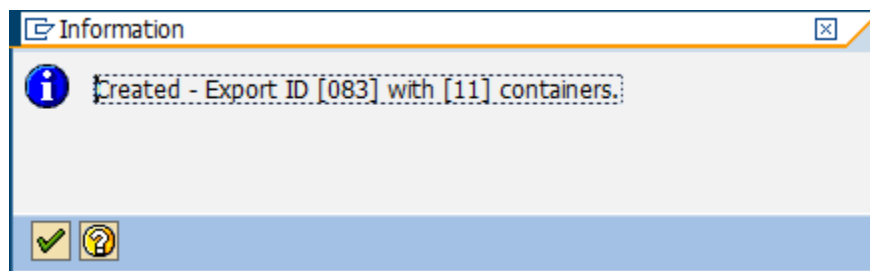 Information
Created - Export ID [083] with [11] containers.